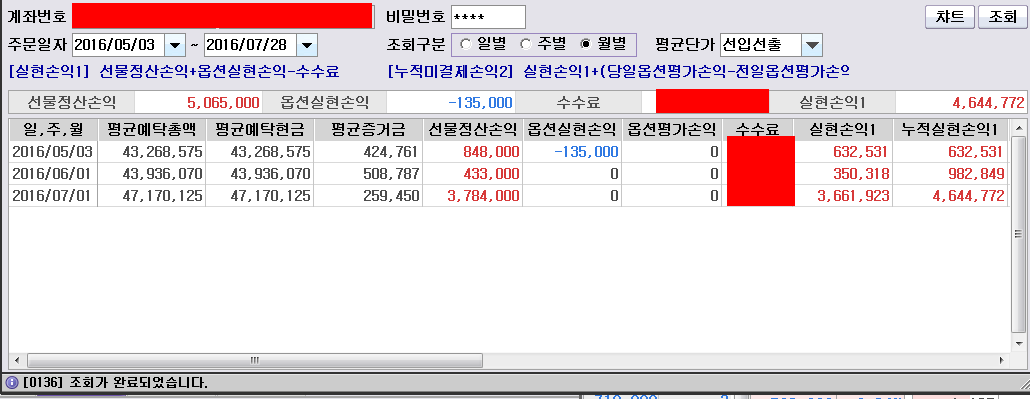 계좌번호 비밀번호 **** 챠트 조회
주문일자 2016/05/03 ~ 2016/07/28 조회구분 일별 주별 월별 평균단가 선입선출
[실현손익1] 선물정산손익+옵션실현손익-수수료 [누적미결제손익2] 실현손익1+(당일옵션평가손익-전일옵션평가손익
선물정산손익 5,065,000 옵션실현손익 -135,000 수수료 실현손익1 4,644,772
일,주,월 평균예탁총액 평균예탁현금 평균증거금 선물정산손익 옵션실현손익 옵션평가손익 수수료 실현손익1 누적실현손익1
2016/05/03 43,268,575 43,268,575 424,761 848,000 -135,000 0 632,531 632,531
2016/06/01 43,936,070 43,936,070 508,787 433,000 0 0 350,318 982,849
2016/07/01 47,170,125 47,170,125 259,450 3,784,000 0 0 3,661,923 4,644,772
[0136] 조회가 완료되었습니다.